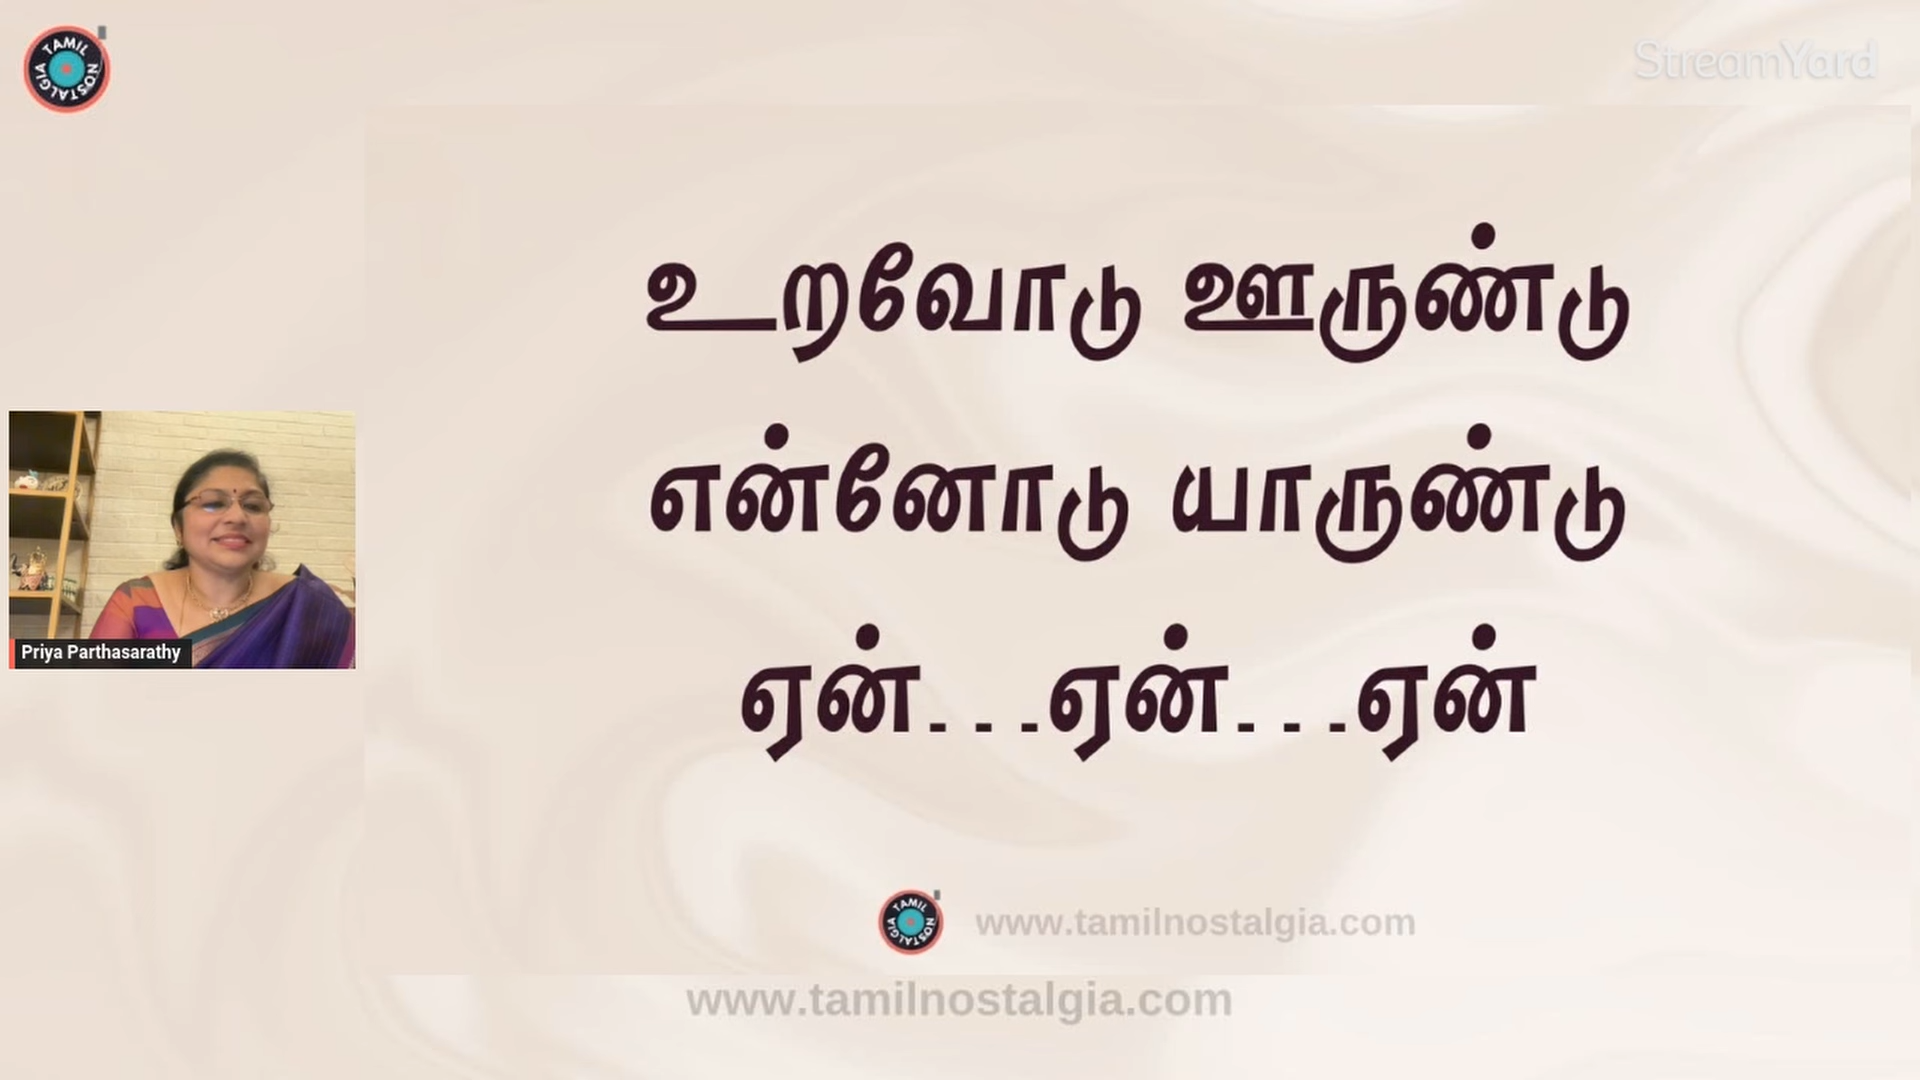 TAMIL NOSTALGIA
StreamYard
உறவோடு ஊருண்டு
என்னோடு யாருண்டு
ஏன்...ஏன்...ஏன்
Priya Parthasarathy
TAMIL NOSTALGIA
www.tamilnostalgia.com
www.tamilnostalgia.com